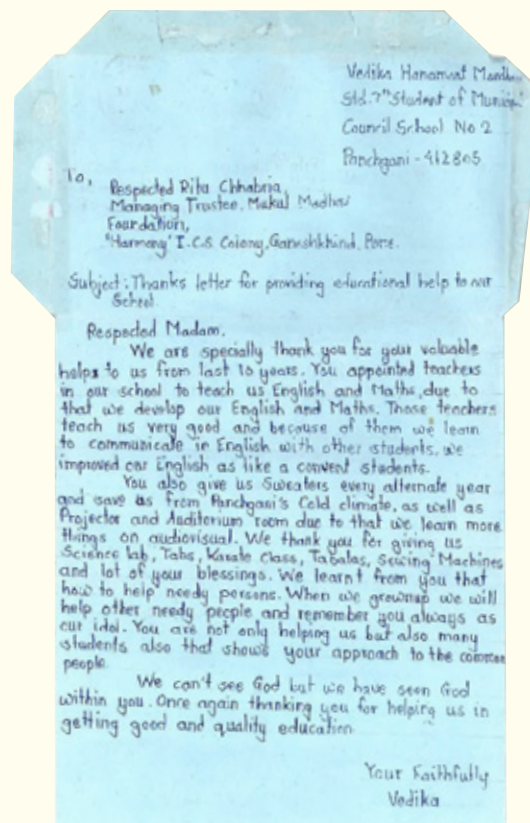 Vedika Hanamant
Std. 7th Student of
Council School No 2
Panchgani - 412805
To,
Respected Rita Chhabria,
Managing Trustee, Mukul Madhav
Foundation,
'Harmony' I.C.S Colony, Ganeshkhind, Pune.
Subject: Thanks letter for providing educational help to our
School.
Respected Madam.
We are specially thank you for your valuable
helps to us from last 10 years. You appointed teachers
in our school to teach us English and Maths, due to
that we develop our English and Maths. Those teachers
teach us very good and because of them we learn
to communicate in English with other students, we
improved our English as like a convent students.
You also give us Sweaters every alternate year
and save us from Panchgani's Cold climate, as well as
Projector and Auditorium room due to that we learn more
things on audiovisual. We thank you for giving us
Science lab, Tabs, Karate Class, Tabalas, Sewing Machines
and lot of your blessings. We learnt from you that
how to help needy persons. When we grownup we will
help other needy people and remember you always as
our idol. You are not only helping us but also many
students also that shows your approach to the common
people.
We can't see God but we have seen God
within you. Once again thanking you for helping us in
getting good and quality education
Your Faithfully
Vedika